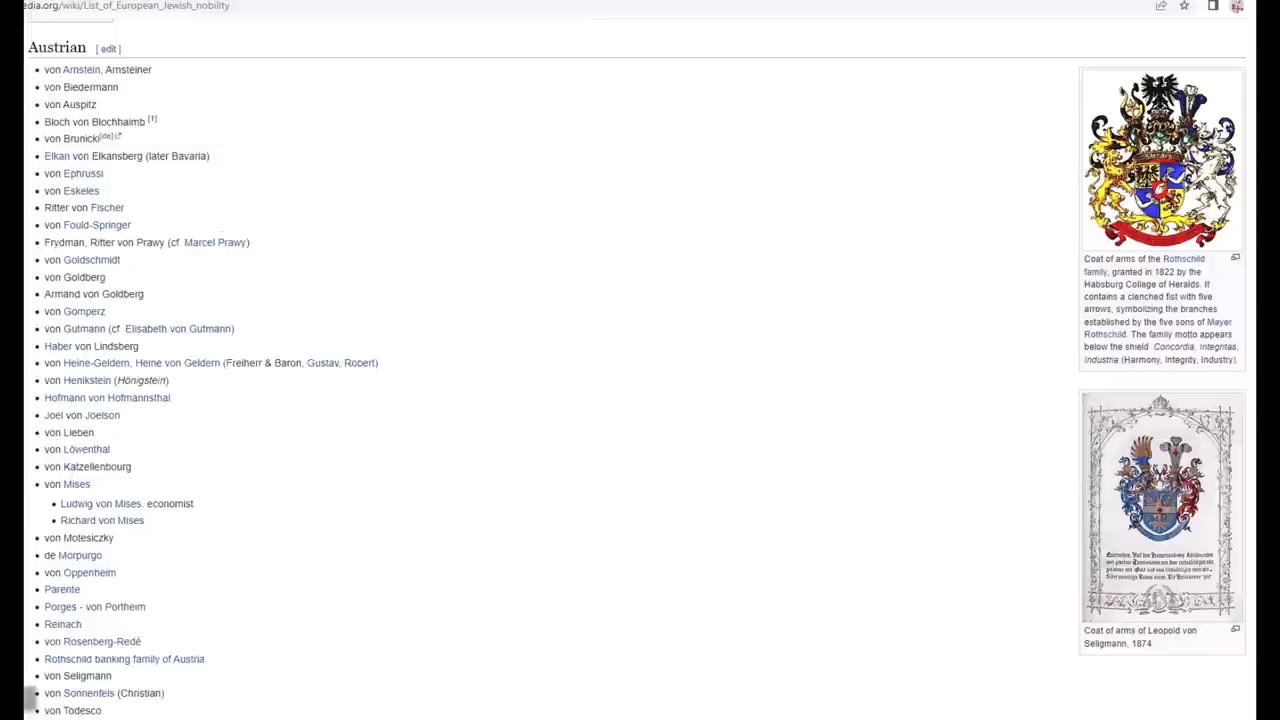 edia.org/wiki/List_of_European_Jewish_nobility
Austrian [ edit ]
• von Arnstein, Arnsteiner
• von Biedermann
• von Auspitz
• Bloch von Blochhaimb [1]
• von Brunicki[de]
• Elkan von Elkansberg (later Bavaria)
• von Ephrussi
• von Eskeles
• Ritter von Fischer
• von Fould-Springer
• Frydman, Ritter von Prawy (cf Marcel Prawy)
• von Goldschmidt
• von Goldberg
• Armand von Goldberg
• von Gomperz
• von Gutmann (cf Elisabeth von Gutmann)
• Haber von Lindsberg
• von Heine-Geldern, Heine von Geldern (Freiherr & Baron, Gustav, Robert)
• von Henikstein (Hönigstein)
• Hofmann von Hofmannsthal
• Joel von Joelson
• von Lieben
• von Löwenthal
• von Katzellenbourg
• von Mises
• Ludwig von Mises. economist
• Richard von Mises
• von Motesiczky
• de Morpurgo
• von Oppenheim
• Parente
• Porges - von Portheim
• Reinach
• von Rosenberg-Redé
• Rothschild banking family of Austria
• von Seligmann
• von Sonnenfels (Christian)
• von Todesco
Coat of arms of the Rothschild
family, granted in 1822 by the
Habsburg College of Heralds. It
contains a clenched fist with five
arrows, symbolizing the branches
established by the five sons of Mayer
Rothschild. The family motto appears
below the shield Concordia, Integritas,
Industria (Harmony, Integrity, Industry).
Coat of arms of Leopold von
Seligmann, 1874